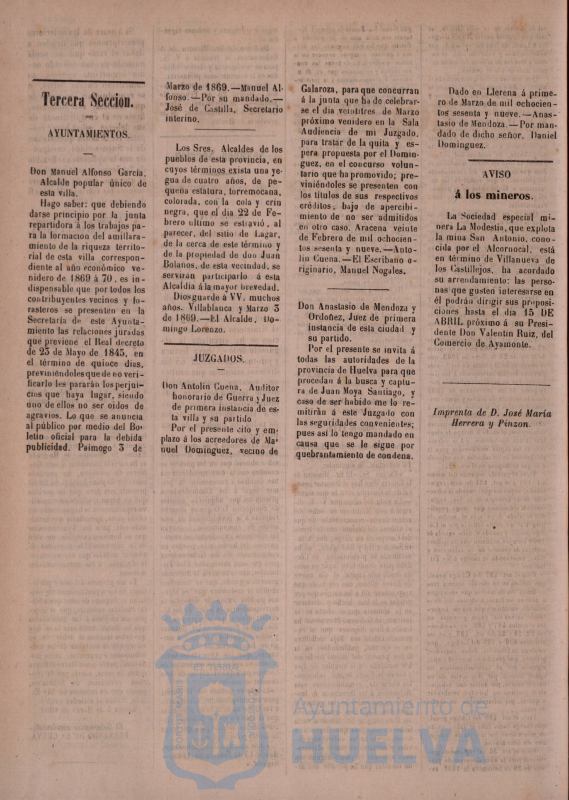 Tercera Seccion.
AYUNTAMIENTOS.
Don Manuel Alfonso García,
Alcalde popular único de
esta villa.
Hago saber: que debiendo
darse principio por la junta
repartidora á los trabajos pa-
ra la formacion del amillara-
miento de la riqueza territo-
rial de esta villa correspon-
diente al año económico ve-
nidero de 1869 á 70, es in-
dispensable que por todos los
contribuyentes vecinos y fo-
rasteros se presenten en la
Secretaría de este Ayunta-
miento las relaciones juradas
que previene el Real decreto
de 23 de Mayo de 1845, en
el término de quince dias,
previniéndoles que de no veri-
ficarlo les pararán los perjui-
cios que haya lugar, siendo
uno de ellos no ser oidos de
agravios. Lo que se anuncia
al público por medio del Bo-
letin oficial para la debida
publicidad. Paimogo 3 de
Marzo de 1869.—Manuel Al-
fonso.—Por su mandado.—
José de Castilla, Secretario
interino.
Los Sres. Alcaldes de los
pueblos de esta provincia, en
cuyos términos exista una ye-
gua de cuatro años, de pe-
queña estatura, torremocana,
colorada, con la cola y crin
negra, que el dia 22 de Fe-
brero último se estravió, al
parecer, del sitio de Lagar,
de la cerca de este término y
de la propiedad de don Juan
Bolaños, de esta vecindad, se
servirán participarlo á esta
Alcaldía á la mayor brevedad.
Dios guarde á VV. muchos
años. Villablanca y Marzo 3
de 1869.—El Alcalde, Do-
mingo Lorenzo.
JUZGADOS.
Don Antolin Cuena, Auditor
honorario de Guerra y Juez
de primera instancia de es-
ta villa y su partido
Por el presente cito y em-
plazo á los acreedores de Ma-
nuel Dominguez, vecino de
Galaroza, para que concurran
á la junta que ha de celebrar-
se el dia veintitres de Marzo
próximo venidero en la Sala
Audiencia de mi Juzgado,
para tratar de la quita y es-
pera propuesta por el Domin-
guez, en el concurso volun-
tario que ha promovido; pre-
viniéndoles se presenten con
los títulos de sus respectivos
créditos, bajo de apercibi-
miento de no ser admitidos
en otro caso. Aracena veinte
de Febrero de mil ochocien-
tos sesenta y nueve.—Anto-
lin Cuena.—El Escribano o-
riginario, Manuel Nogales.
Don Anastasio de Mendoza y
Ordoñez, Juez de primera
instancia de esta ciudad y
su partido.
Por el presente se invita á
todas las autoridades de la
provincia de Huelva para que
procedan á la busca y captu-
ra de Juan Moya Santiago, y
caso de ser habido me lo re-
mitirán á este Juzgado con
las seguridades convenientes;
pues así lo tengo mandado en
causa que se le sigue por
quebrantamiento de condena.
Dado en Llerena á prime-
ro de Marzo de mil ochocien-
tos sesenta y nueve.—Anas-
tasio de Mendoza.—Por man-
dado de dicho señor, Daniel
Dominguez.
AVISO
á los mineros.
La Sociedad especial mi-
nera La Modestia, que explota
la mina San Antonio, cono-
cida por el Alcornocal, está
en término de Villanueva de
los Castillejos, ha acordado
su arrendamiento: las perso-
nas que gusten interesarse en
él podrán dirigir sus proposi-
ciones hasta el dia 15 DE
ABRIL próximo á su Presi-
dente Don Valentin Ruiz, del
Comercio de Ayamonte.
Imprenta de D. José María
Herrera y Pinzon.
Ayuntamiento de
HUELVA